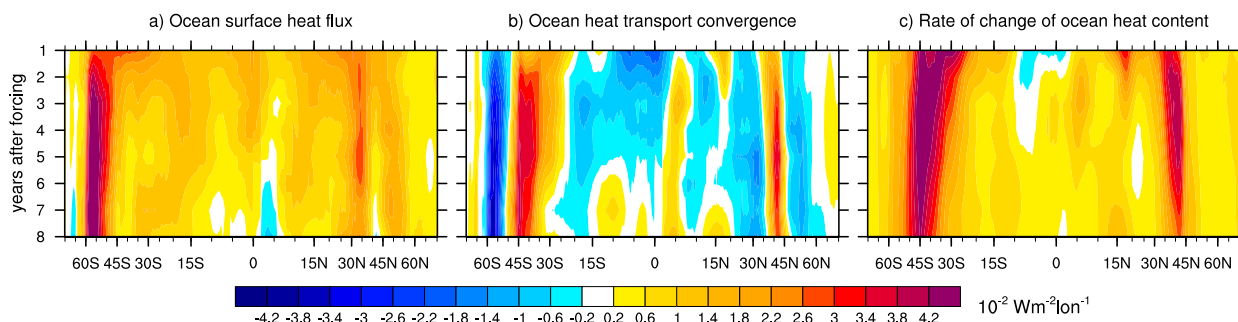 a) Ocean surface heat flux
b) Ocean heat transport convergence
c) Rate of change of ocean heat content
years after forcing
1
2
3
4
5
6
7
8
60S 45S 30S 15S 0 15N 30N 45N 60N
60S 45S 30S 15S 0 15N 30N 45N 60N
60S 45S 30S 15S 0 15N 30N 45N 60N
-4.2 -3.8 -3.4 -3 -2.6 -2.2 -1.8 -1.4 -1 -0.6 -0.2 0.2 0.6 1 1.4 1.8 2.2 2.6 3 3.4 3.8 4.2
10⁻² Wm⁻²lon⁻¹